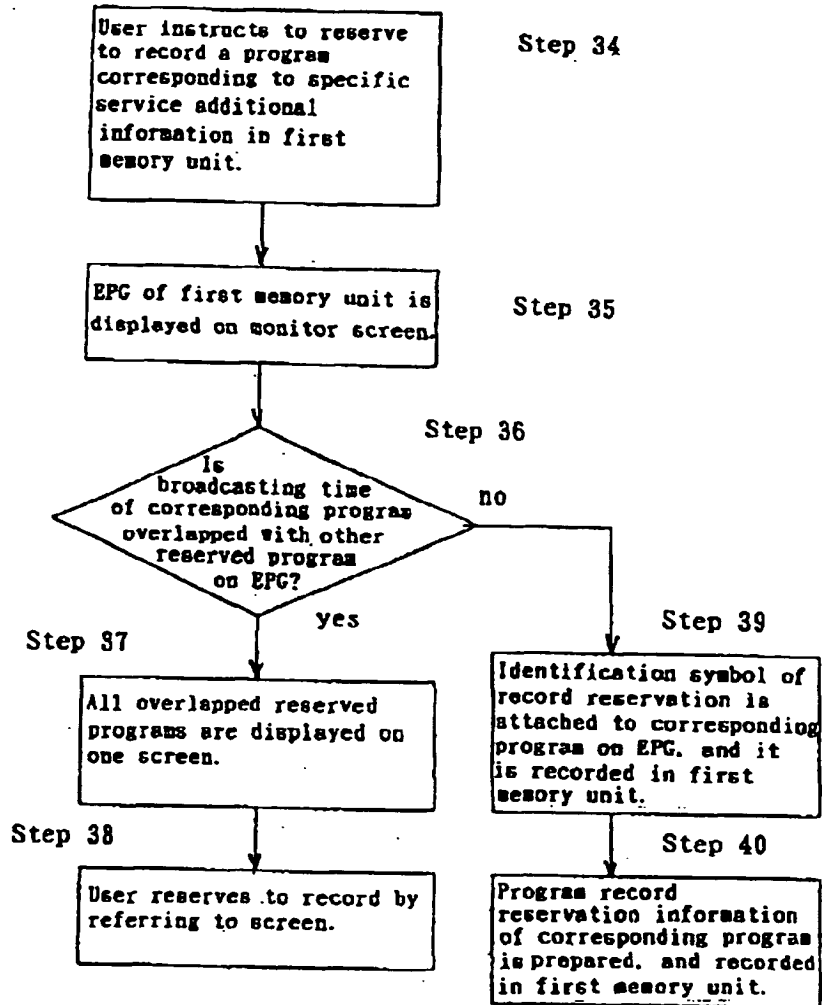 User instructs to reserve
to record a program
corresponding to specific
service additional
information in first
memory unit.
Step 34
EPG of first memory unit is
displayed on monitor screen.
Step 35
Step 36
Is
broadcasting time
of corresponding program
overlapped with other
reserved program
on EPG?
no
yes
Step 37
All overlapped reserved
programs are displayed on
one screen.
Step 38
User reserves to record by
referring to screen.
Step 39
Identification symbol of
record reservation is
attached to corresponding
program on EPG. and it
is recorded in first
memory unit.
Step 40
Program record
reservation information
of corresponding program
is prepared. and recorded
in first memory unit.